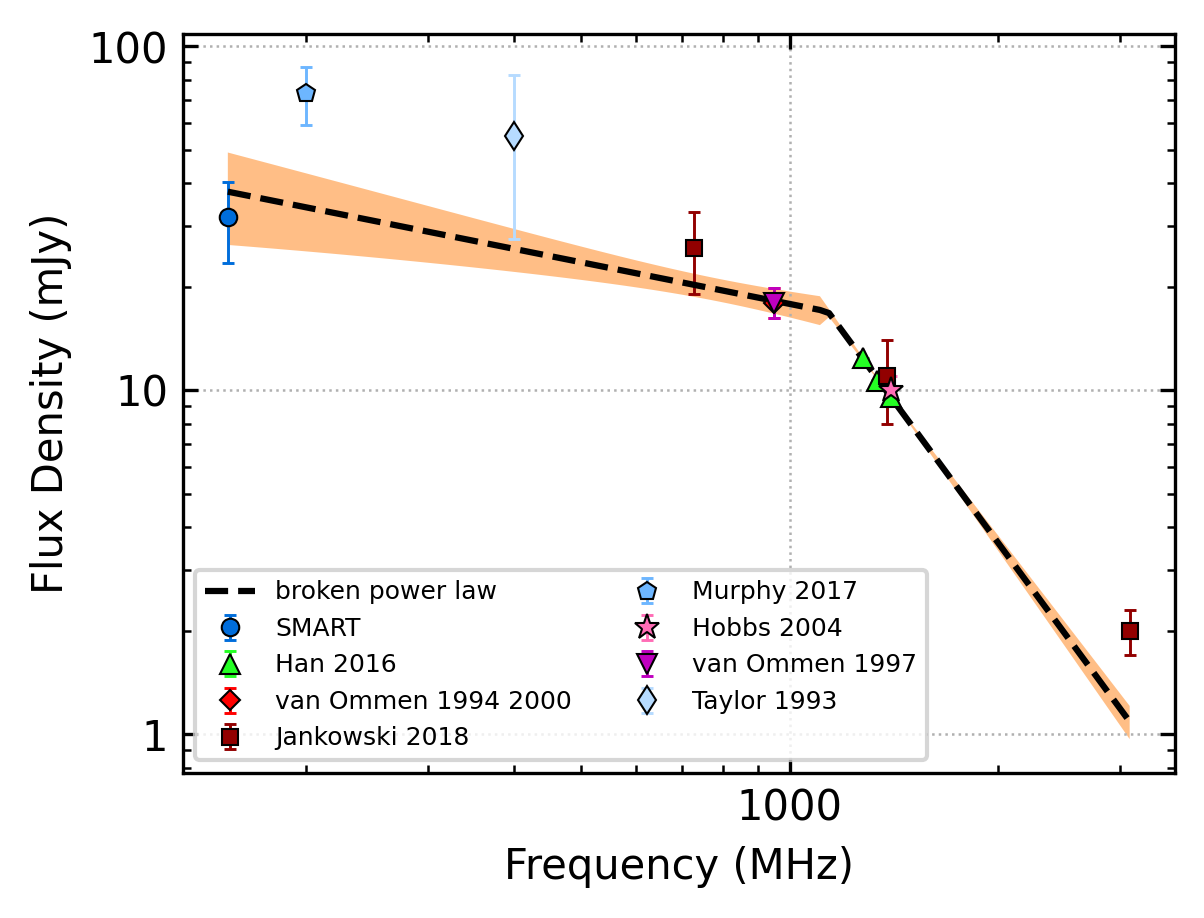 100
10
1
Flux Density (mJy)
broken power law
SMART
Han 2016
van Ommen 1994 2000
Jankowski 2018
Murphy 2017
Hobbs 2004
van Ommen 1997
Taylor 1993
1000
Frequency (MHz)